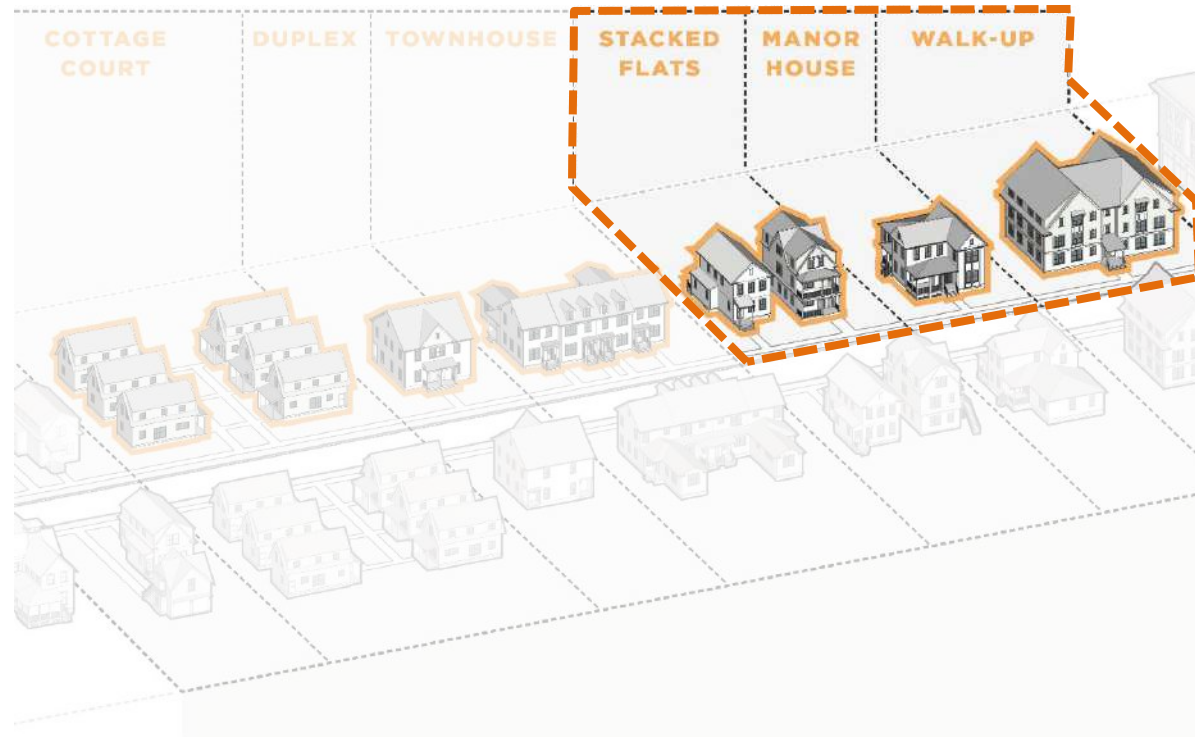 COTTAGE
COURT
DUPLEX
TOWNHOUSE
STACKED
FLATS
MANOR
HOUSE
WALK-UP